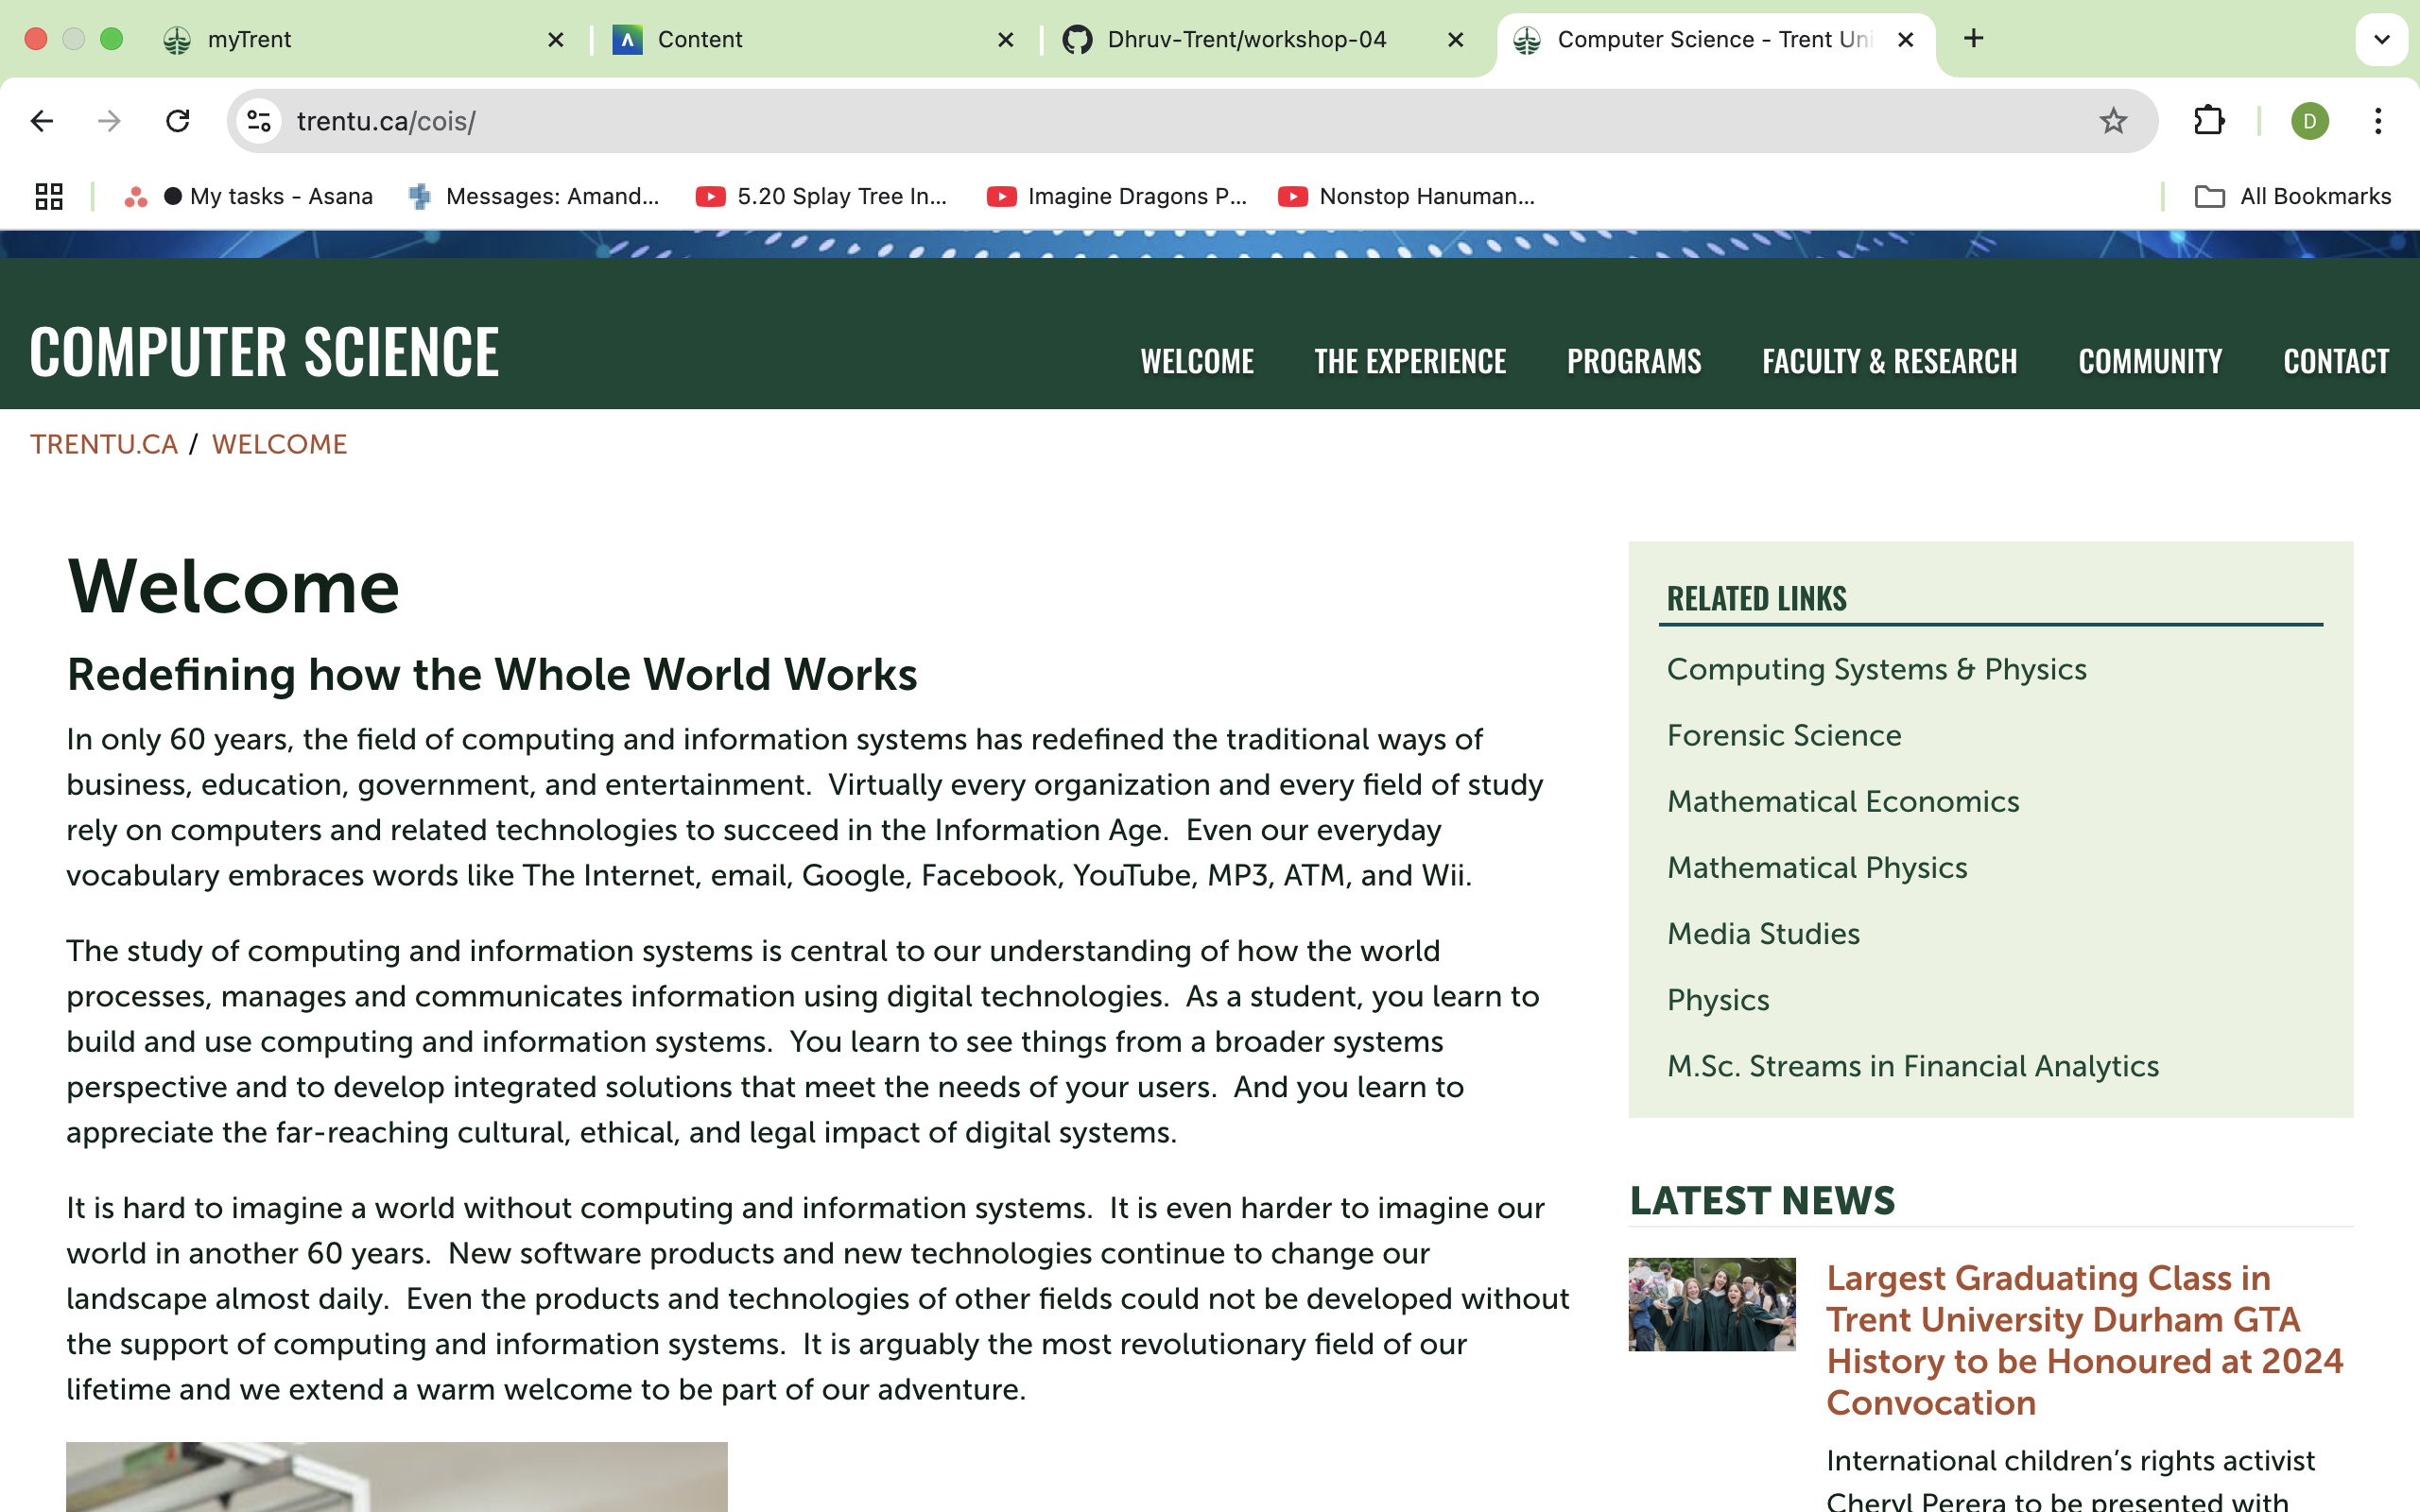 myTrent
Content
Dhruv-Trent/workshop-04
Computer Science - Trent Uni
trentu.ca/cois/
D
My tasks - Asana
Messages: Amand...
5.20 Splay Tree In...
Imagine Dragons P...
Nonstop Hanuman...
All Bookmarks
COMPUTER SCIENCE
WELCOME
THE EXPERIENCE
PROGRAMS
FACULTY & RESEARCH
COMMUNITY
CONTACT
TRENTU.CA / WELCOME
Welcome
Redefining how the Whole World Works
In only 60 years, the field of computing and information systems has redefined the traditional ways of
business, education, government, and entertainment.  Virtually every organization and every field of study
rely on computers and related technologies to succeed in the Information Age.  Even our everyday
vocabulary embraces words like The Internet, email, Google, Facebook, YouTube, MP3, ATM, and Wii.
The study of computing and information systems is central to our understanding of how the world
processes, manages and communicates information using digital technologies.  As a student, you learn to
build and use computing and information systems.  You learn to see things from a broader systems
perspective and to develop integrated solutions that meet the needs of your users.  And you learn to
appreciate the far-reaching cultural, ethical, and legal impact of digital systems.
It is hard to imagine a world without computing and information systems.  It is even harder to imagine our
world in another 60 years.  New software products and new technologies continue to change our
landscape almost daily.  Even the products and technologies of other fields could not be developed without
the support of computing and information systems.  It is arguably the most revolutionary field of our
lifetime and we extend a warm welcome to be part of our adventure.
RELATED LINKS
Computing Systems & Physics
Forensic Science
Mathematical Economics
Mathematical Physics
Media Studies
Physics
M.Sc. Streams in Financial Analytics
LATEST NEWS
Largest Graduating Class in
Trent University Durham GTA
History to be Honoured at 2024
Convocation
International children's rights activist
Cheryl Perera to be presented with